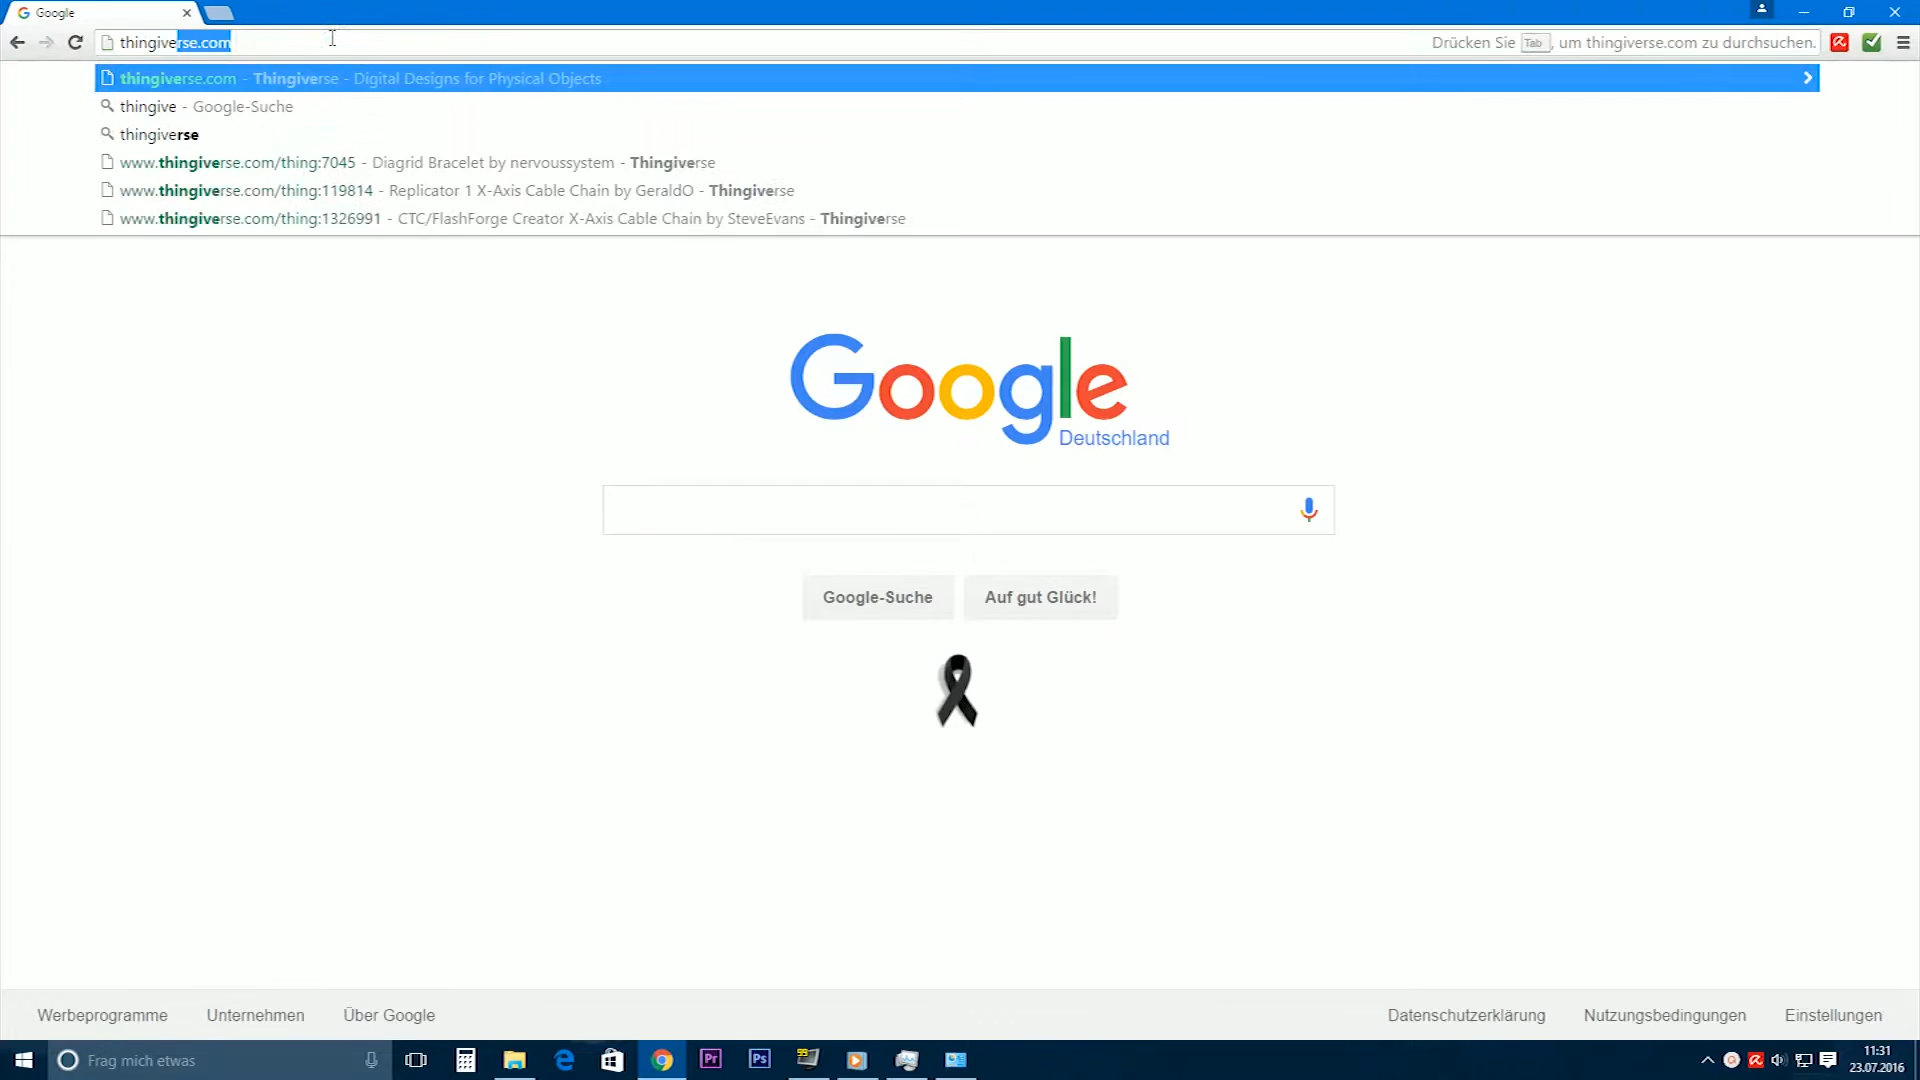 Google
thingiverse.com
Drücken Sie Tab, um thingiverse.com zu durchsuchen.
thingiverse.com - Thingiverse - Digital Designs for Physical Objects
thingive - Google-Suche
thingiverse
www.thingiverse.com/thing:7045 - Diagrid Bracelet by nervoussystem - Thingiverse
www.thingiverse.com/thing:119814 - Replicator 1 X-Axis Cable Chain by GeraldO - Thingiverse
www.thingiverse.com/thing:1326991 - CTC/FlashForge Creator X-Axis Cable Chain by SteveEvans - Thingiverse
Google
Deutschland
Google-Suche
Auf gut Glück!
Werbeprogramme
Unternehmen
Über Google
Datenschutzerklärung
Nutzungsbedingungen
Einstellungen
Frag mich etwas
Pr
Ps
99
11:31
23.07.2016